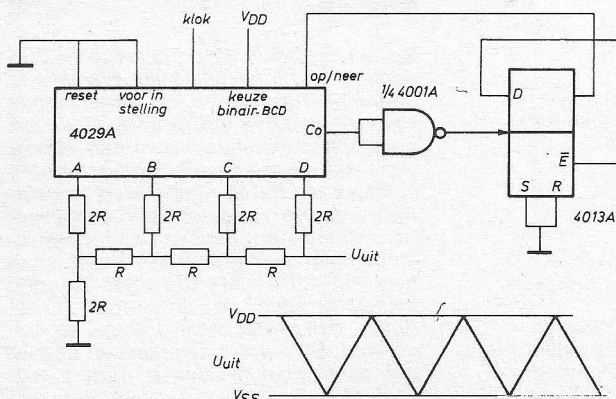 klok
VDD
op/neer
reset
voor in
stelling
keuze
binair-BCD
4029A
Co
A
B
C
D
¼ 4001A
D
E̅
S
R
4013A
2R
2R
2R
2R
R
R
R
Uuit
2R
VDD
Uuit
VSS